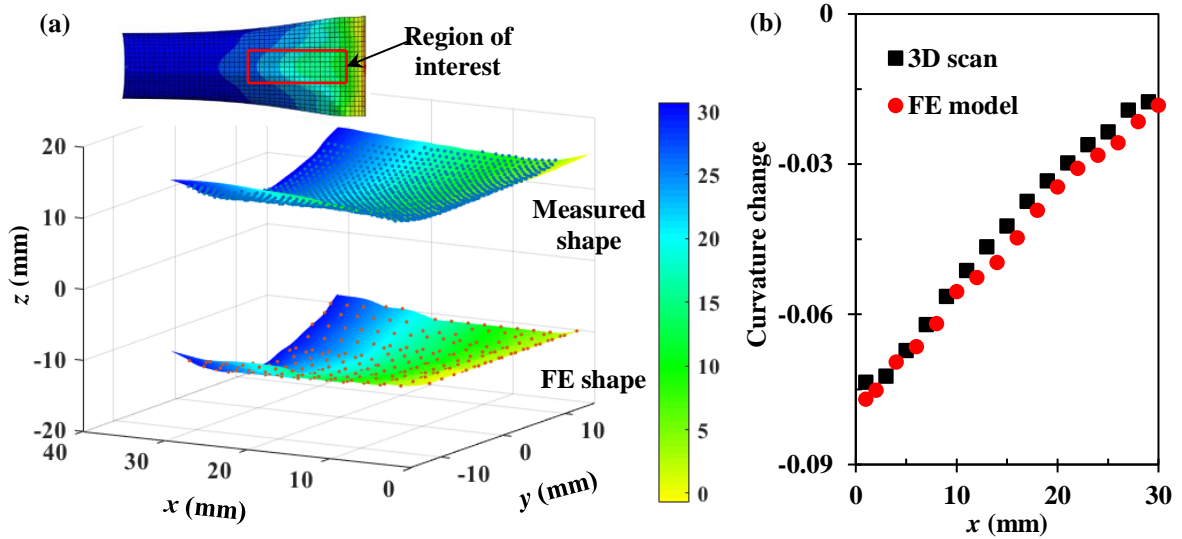 (a)
Region of
interest
20
10
0
-10
-20
z (mm)
40
30
20
10
0
x (mm)
-10
0
10
y (mm)
Measured
shape
FE shape
30
25
20
15
10
5
0
(b)
0
-0.03
-0.06
-0.09
Curvature change
3D scan
FE model
0
10
20
30
x (mm)